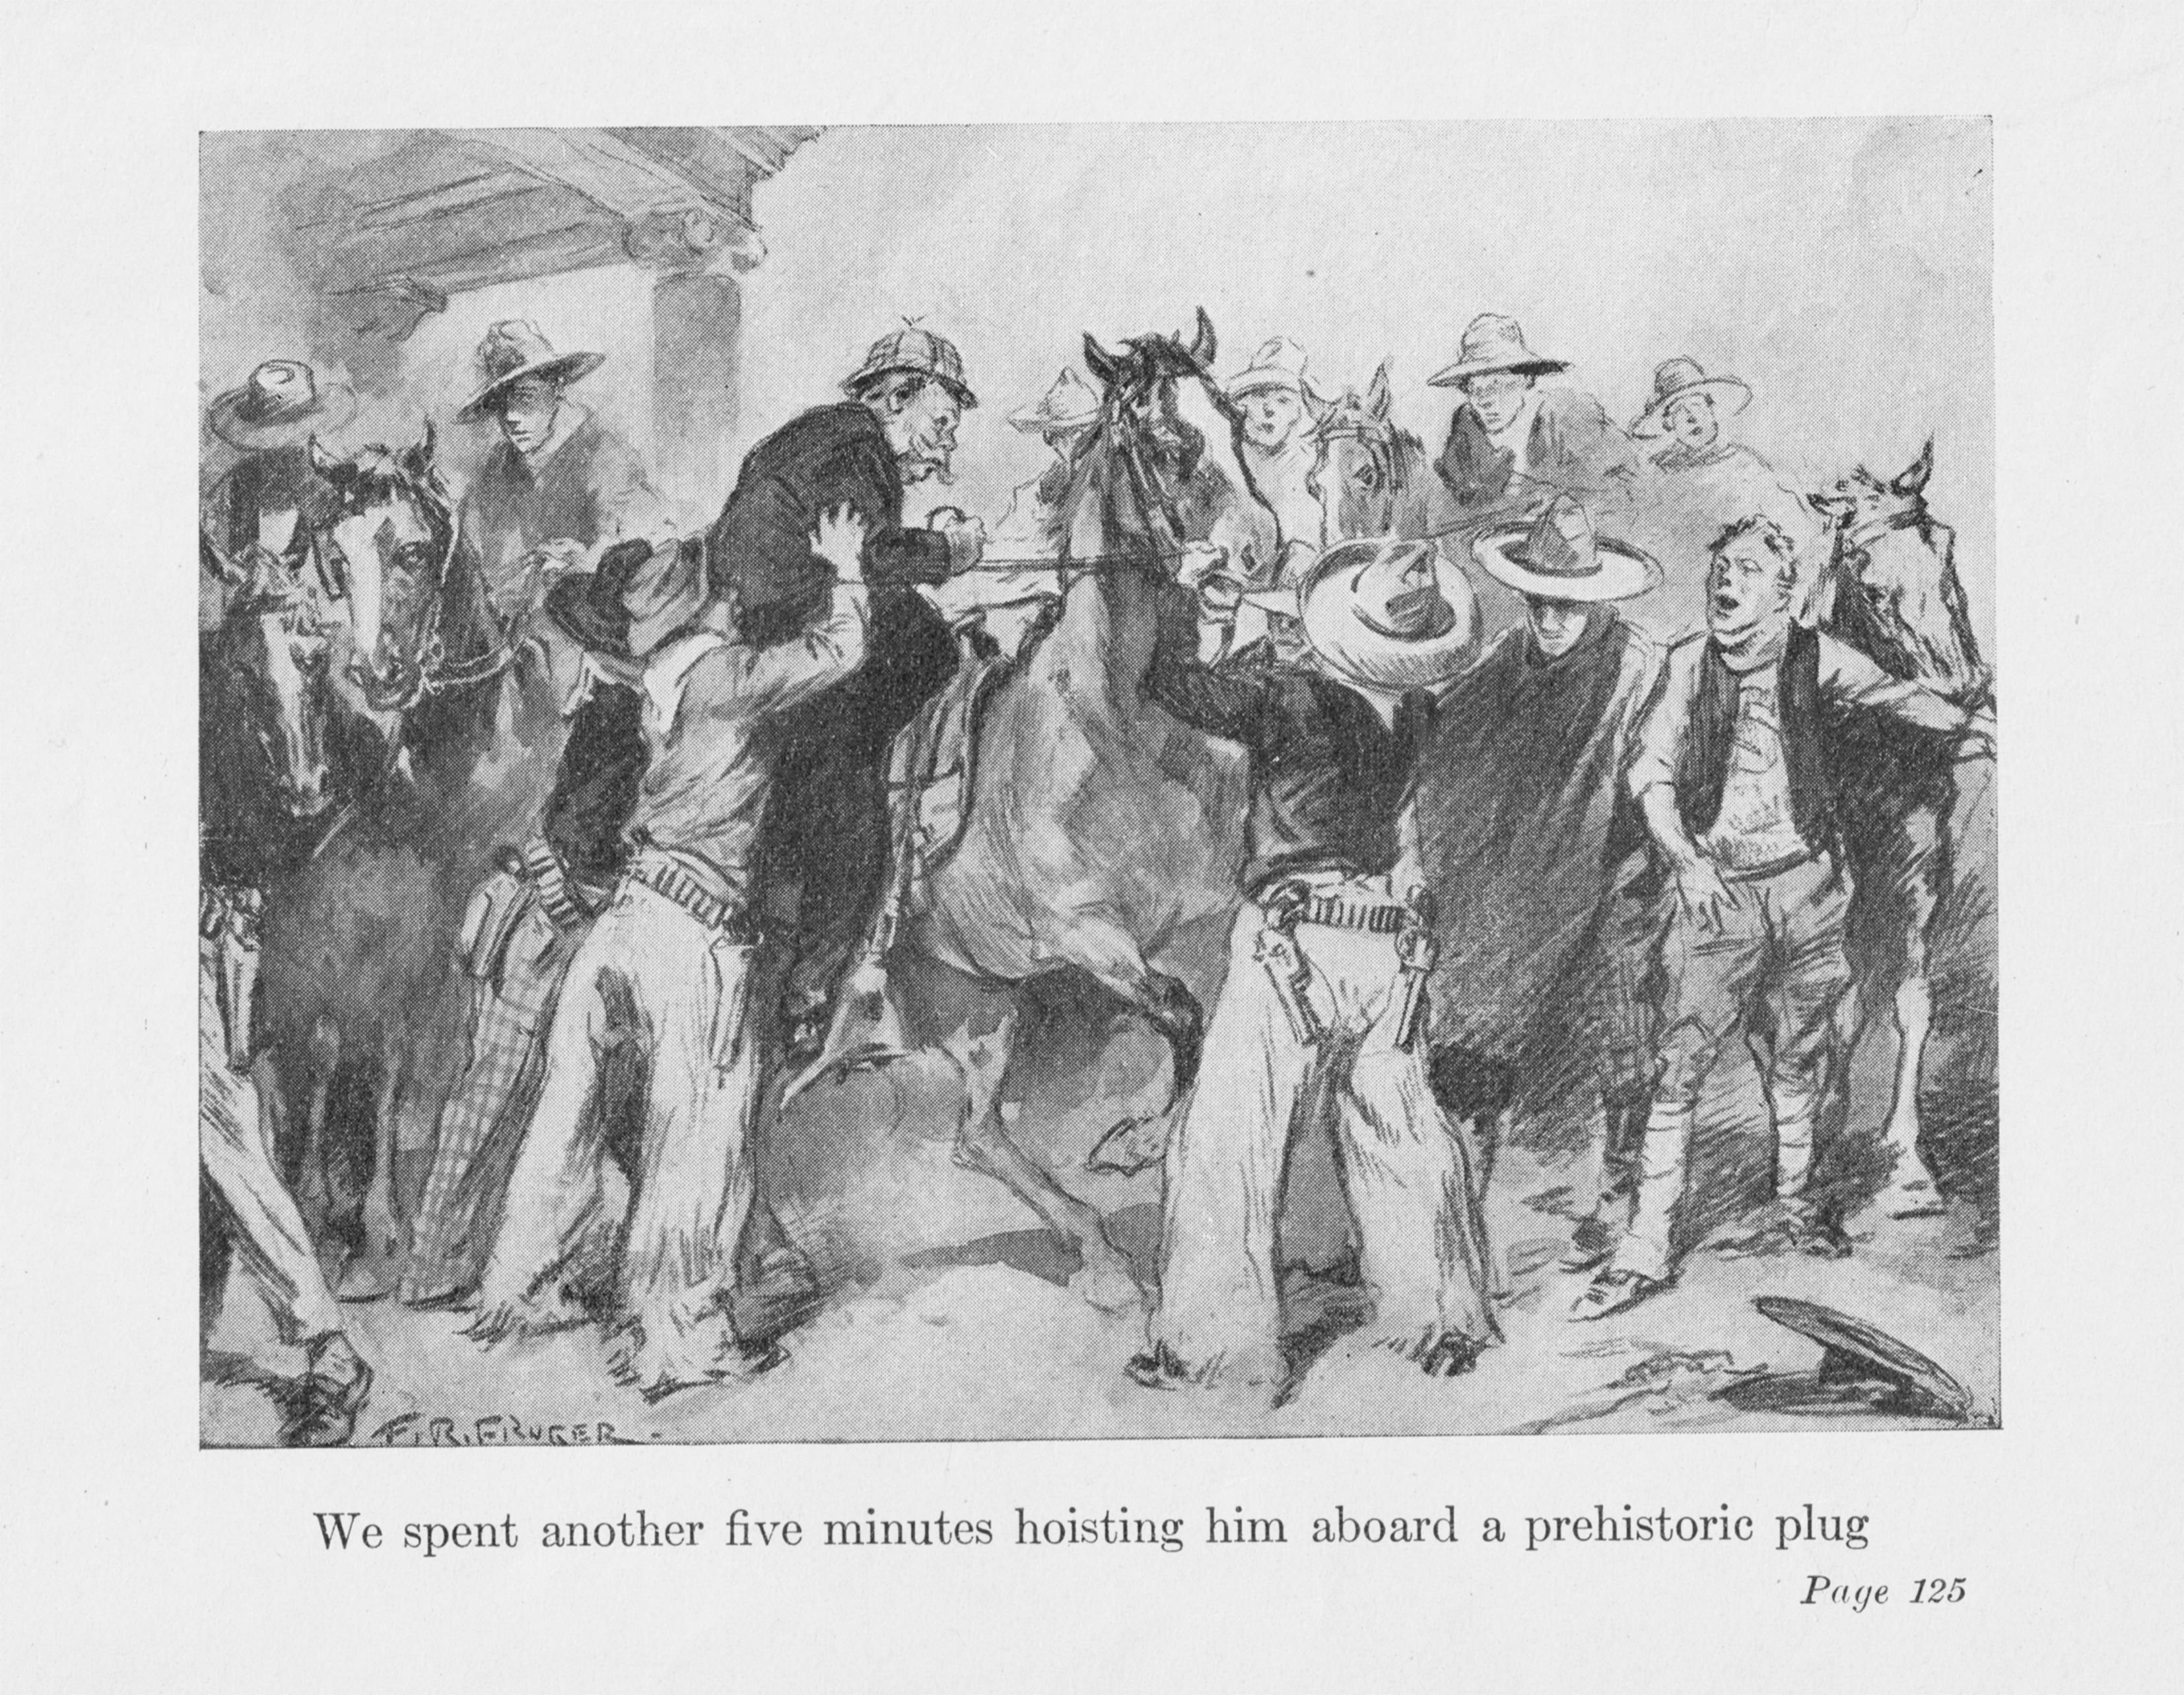 F. R. GRUGER
We spent another five minutes hoisting him aboard a prehistoric plug
Page 125